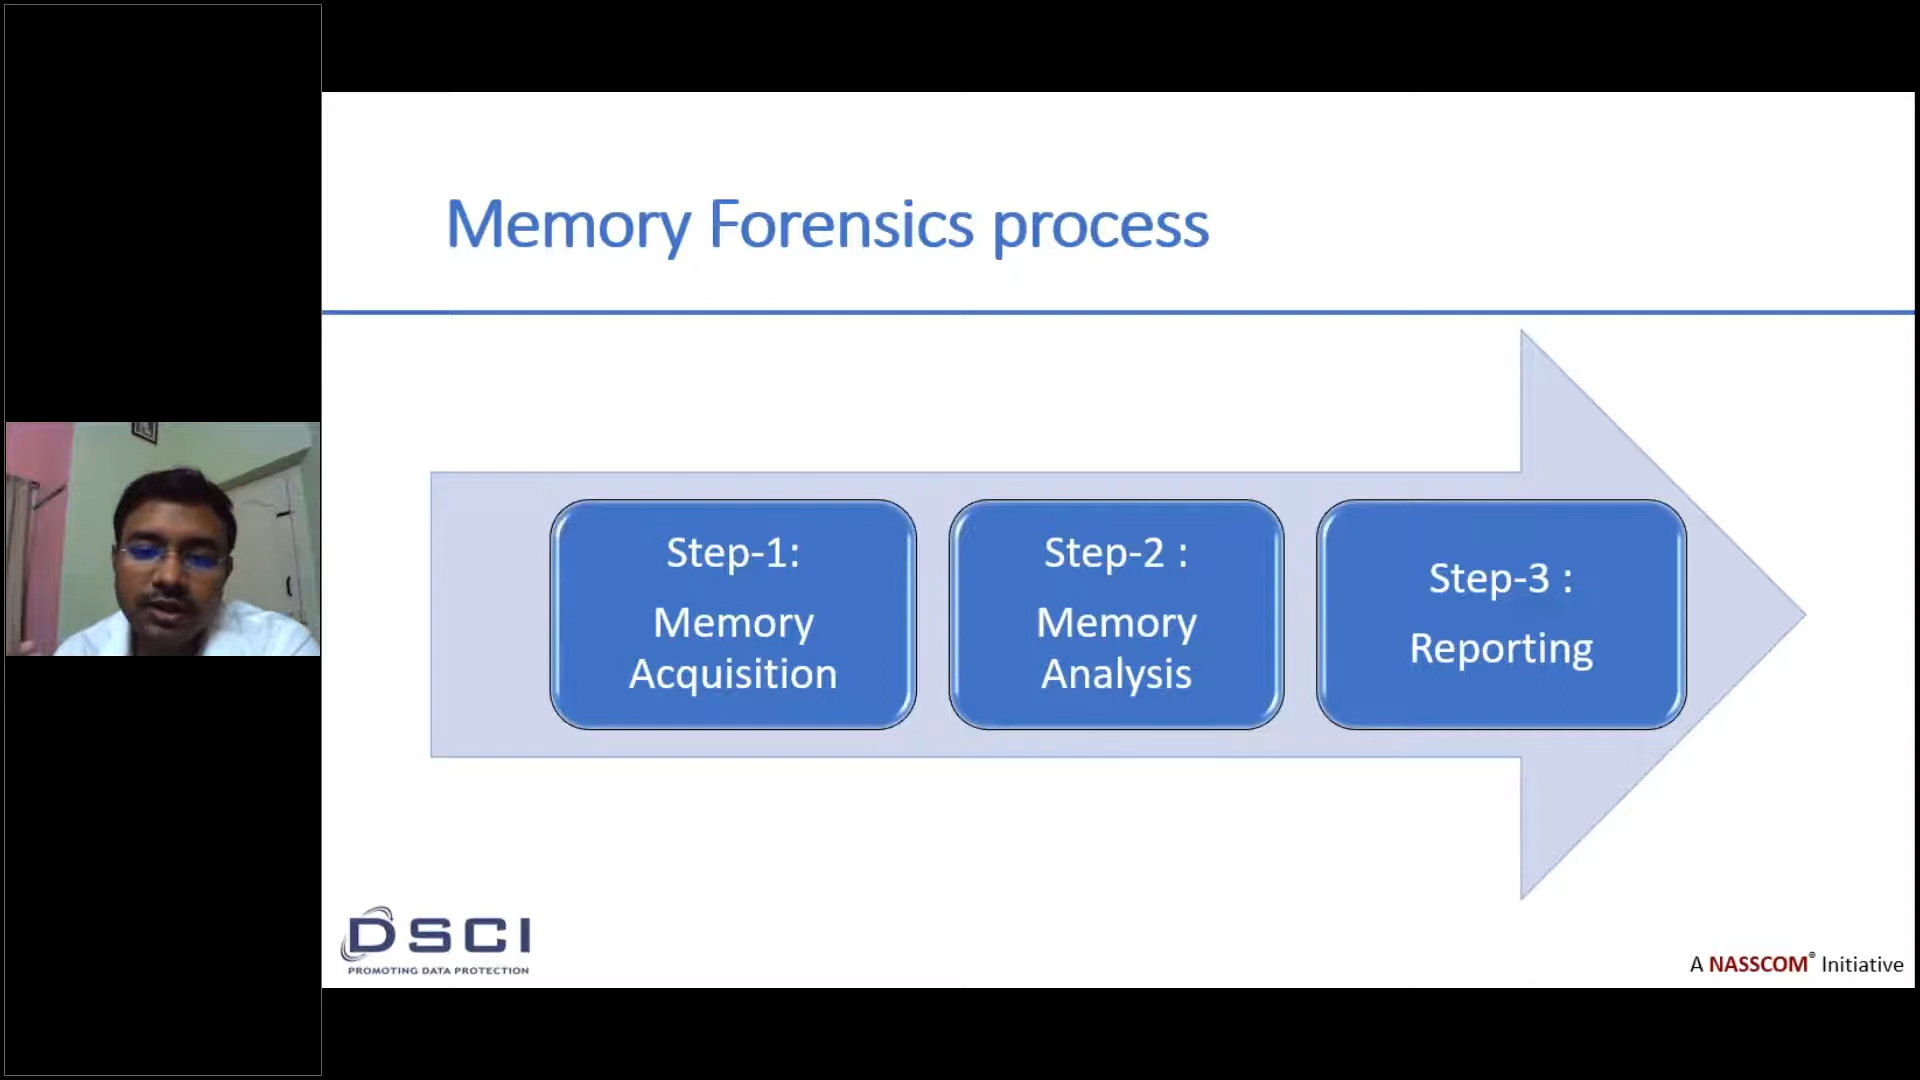 Memory Forensics process
Step-1:
Memory
Acquisition
Step-2 :
Memory
Analysis
Step-3 :
Reporting
DSCI
PROMOTING DATA PROTECTION
A NASSCOM® Initiative